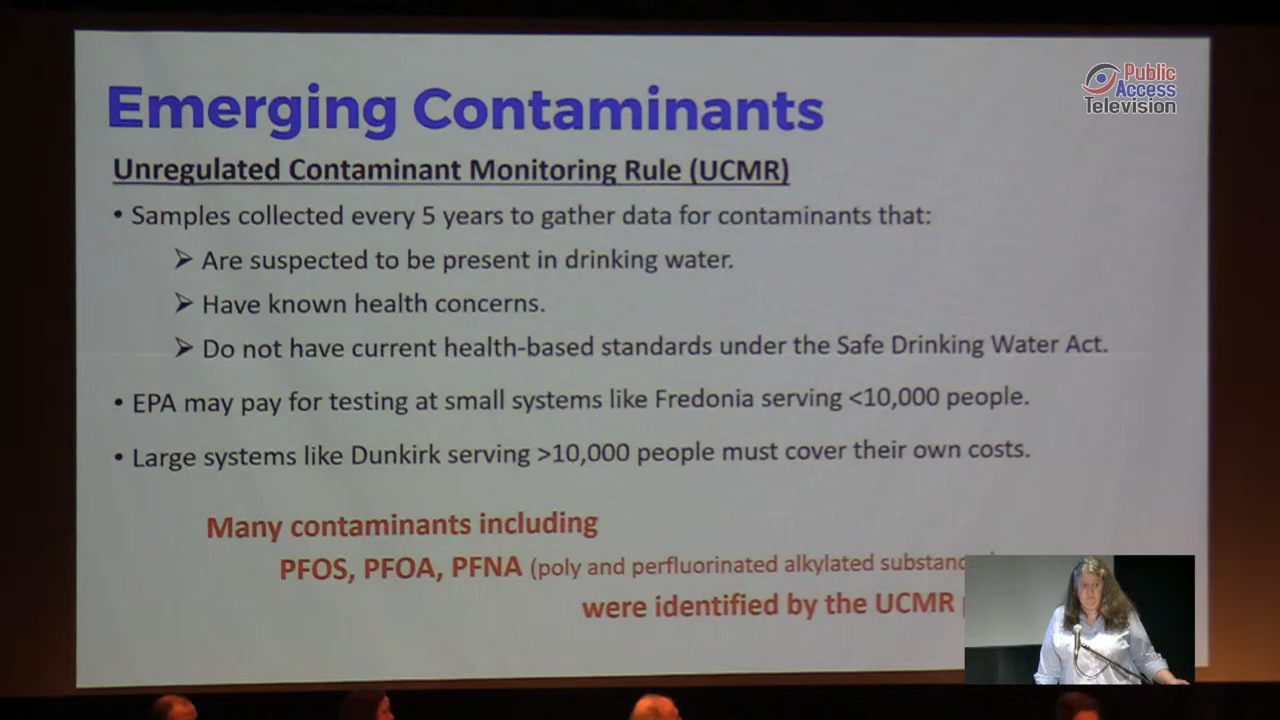 Public
Access
Television
Emerging Contaminants
Unregulated Contaminant Monitoring Rule (UCMR)
• Samples collected every 5 years to gather data for contaminants that:
➢ Are suspected to be present in drinking water.
➢ Have known health concerns.
➢ Do not have current health-based standards under the Safe Drinking Water Act.
• EPA may pay for testing at small systems like Fredonia serving <10,000 people.
• Large systems like Dunkirk serving >10,000 people must cover their own costs.
Many contaminants including
PFOS, PFOA, PFNA (poly and perfluorinated alkylated
were identified by the UCMR